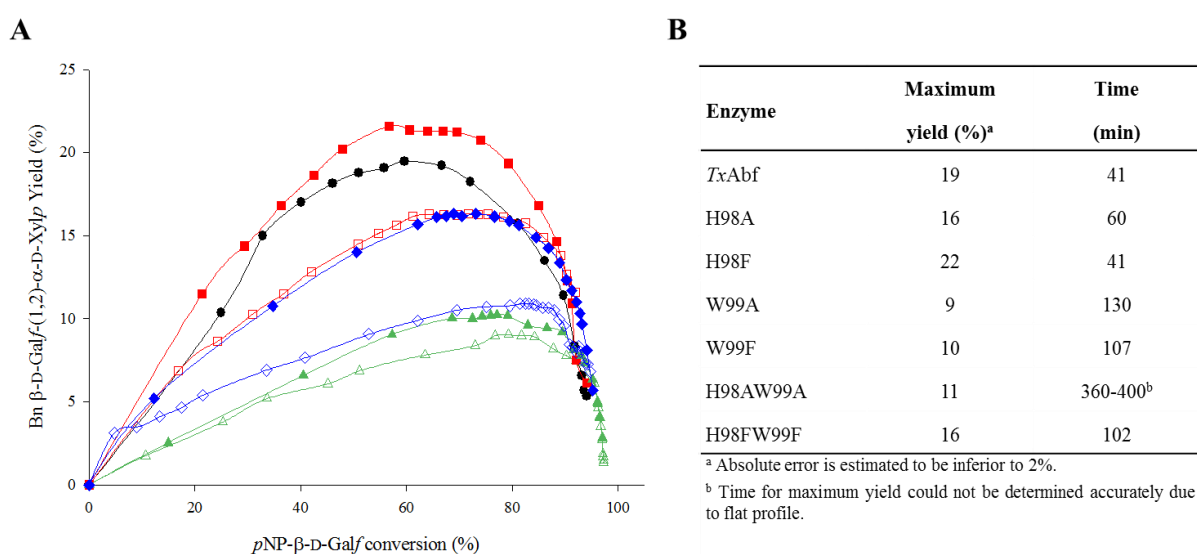 A
25
20
15
10
5
0
0 20 40 60 80 100
Bn β-D-Galf-(1,2)-α-D-Xylp Yield (%)
pNP-β-D-Galf conversion (%)
B
Enzyme Maximum yield (%)ᵃ Time (min)
TxAbf 19 41
H98A 16 60
H98F 22 41
W99A 9 130
W99F 10 107
H98AW99A 11 360-400ᵇ
H98FW99F 16 102
ᵃ Absolute error is estimated to be inferior to 2%.
ᵇ Time for maximum yield could not be determined accurately due
to flat profile.